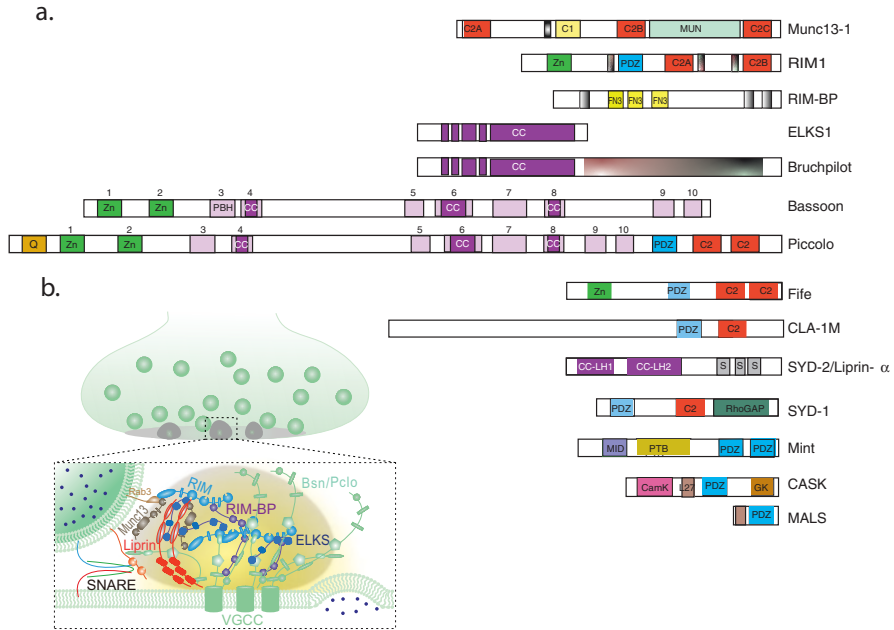 a.
C2A C1 C2B MUN C2C Munc13-1
Zn PDZ C2A C2B RIM1
FN3 FN3 FN3 RIM-BP
CC ELKS1
CC Bruchpilot
1 2 3 4 5 6 7 8 9 10
Zn Zn PBH CC CC CC Bassoon
1 2 3 4 5 6 7 8 9 10
Q Zn Zn CC CC CC PDZ C2 C2 Piccolo
Zn PDZ C2 C2 Fife
PDZ C2 CLA-1M
CC-LH1 CC-LH2 S S S SYD-2/Liprin- α
PDZ C2 RhoGAP SYD-1
MID PTB PDZ PDZ Mint
CamK L27 PDZ GK CASK
PDZ MALS
b.
Rab3 RIM Bsn/Pclo
Munc13 RIM-BP
Liprin ELKS
SNARE
VGCC